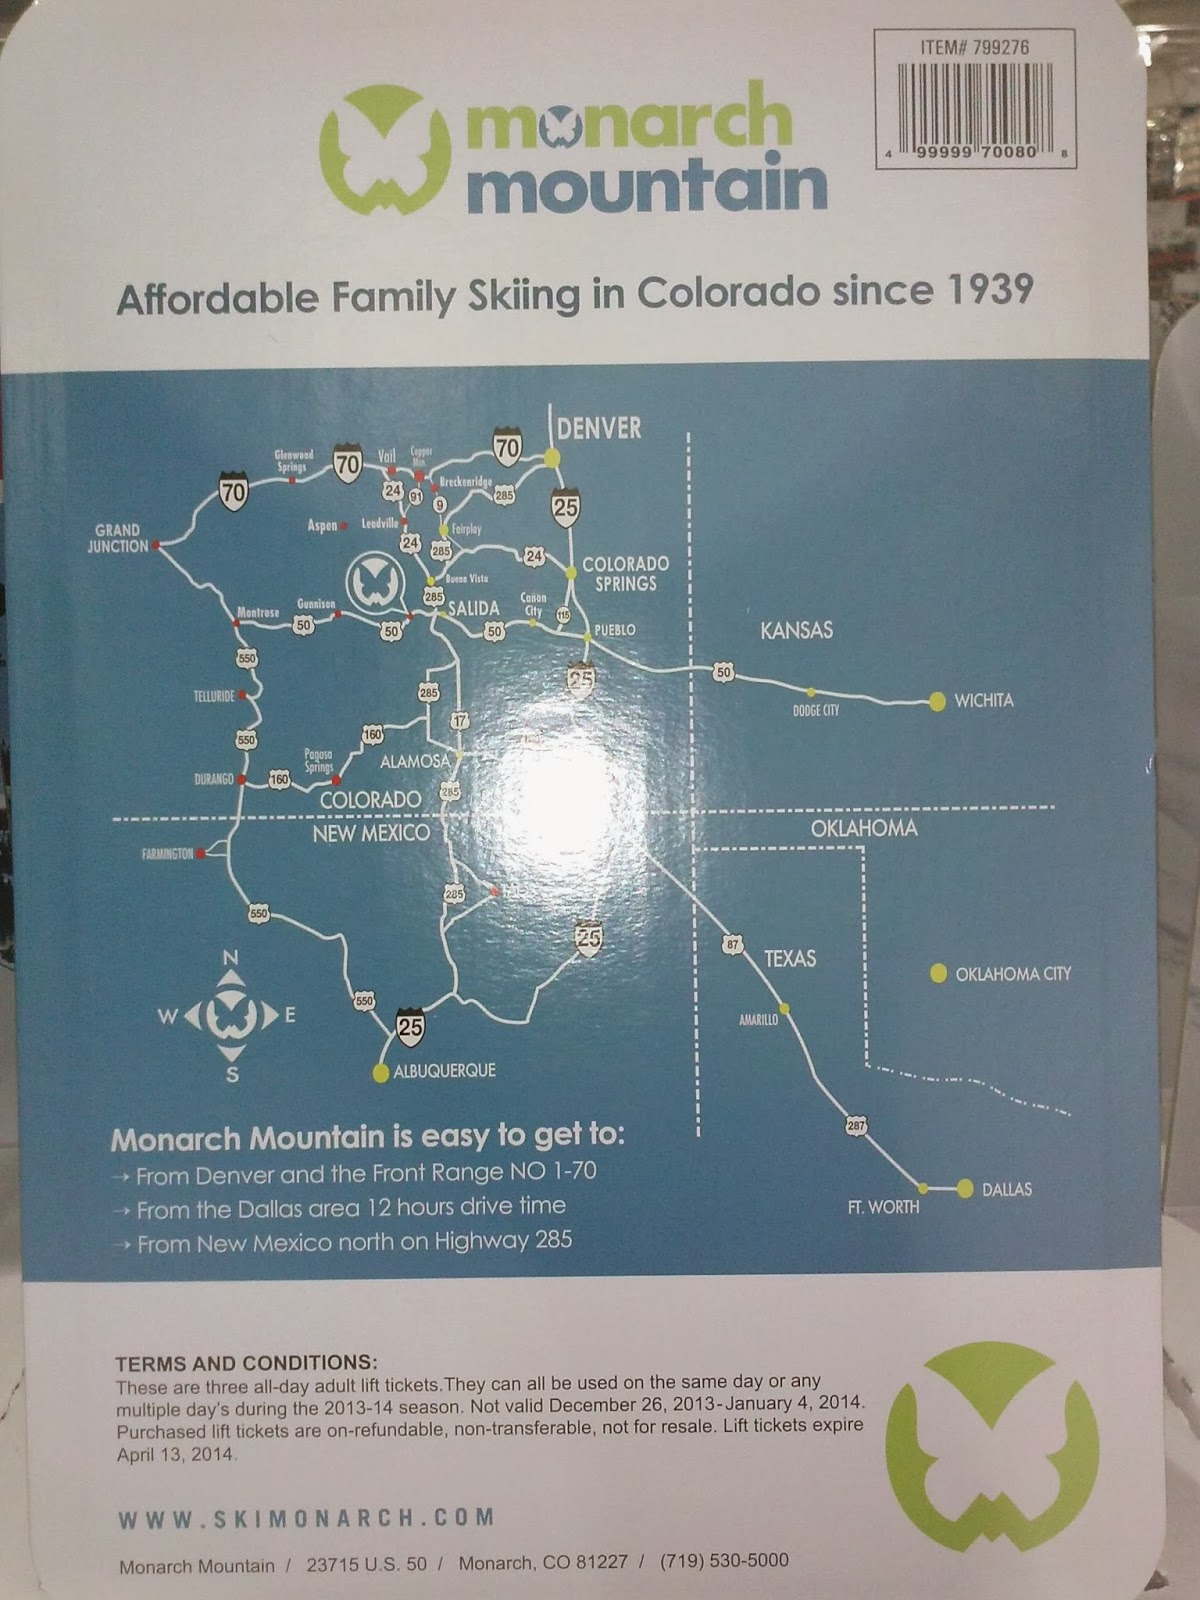 ITEM# 799276
4 99999 70080 8
monarch
mountain
Affordable Family Skiing in Colorado since 1939
DENVER
70
Glenwood
Springs
70
Vail
Copper
Mtn.
70
24
91
9
Breckenridge
285
25
GRAND
JUNCTION
Aspen
Leadville
Fairplay
24
285
24
COLORADO
SPRINGS
Buena Vista
285
SALIDA
Cañon
City
115
Montrose
Gunnison
50
50
50
PUEBLO
KANSAS
550
25
50
TELLURIDE
285
DODGE CITY
WICHITA
17
550
160
Pagosa
Springs
ALAMOSA
DURANGO
160
285
COLORADO
NEW MEXICO
OKLAHOMA
FARMINGTON
285
550
25
87
TEXAS
OKLAHOMA CITY
N
W E
S
550
25
AMARILLO
ALBUQUERQUE
287
Monarch Mountain is easy to get to:
→ From Denver and the Front Range NO 1-70
→ From the Dallas area 12 hours drive time
→ From New Mexico north on Highway 285
FT. WORTH
DALLAS
TERMS AND CONDITIONS:
These are three all-day adult lift tickets.They can all be used on the same day or any
multiple day's during the 2013-14 season. Not valid December 26, 2013-January 4, 2014.
Purchased lift tickets are on-refundable, non-transferable, not for resale. Lift tickets expire
April 13, 2014.
WWW.SKIMONARCH.COM
Monarch Mountain / 23715 U.S. 50 / Monarch, CO 81227 / (719) 530-5000